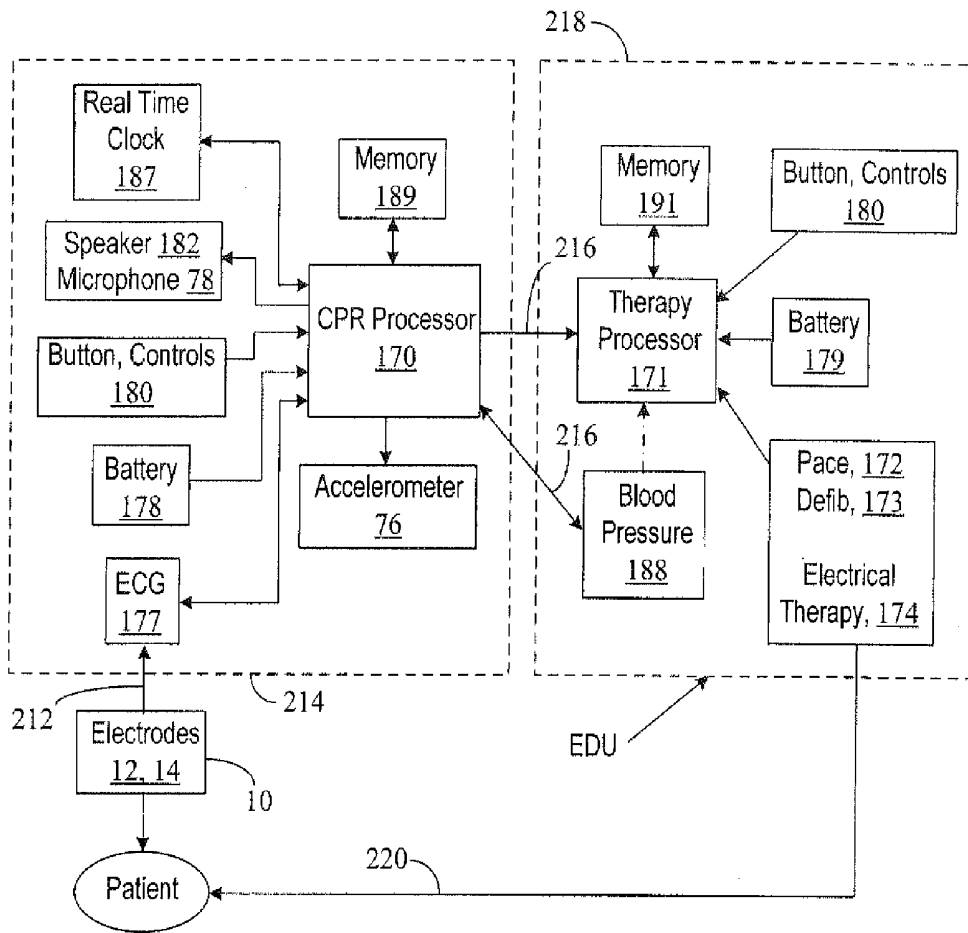 218
Real Time
Clock
187
Memory
189
Speaker 182
Microphone 78
CPR Processor
170
Button, Controls
180
Battery
178
Accelerometer
76
ECG
177
216
216
Memory
191
Button, Controls
180
Therapy
Processor
171
Battery
179
Blood
Pressure
188
Pace, 172
Defib, 173
Electrical
Therapy, 174
212
214
Electrodes
12, 14
10
EDU
Patient
220